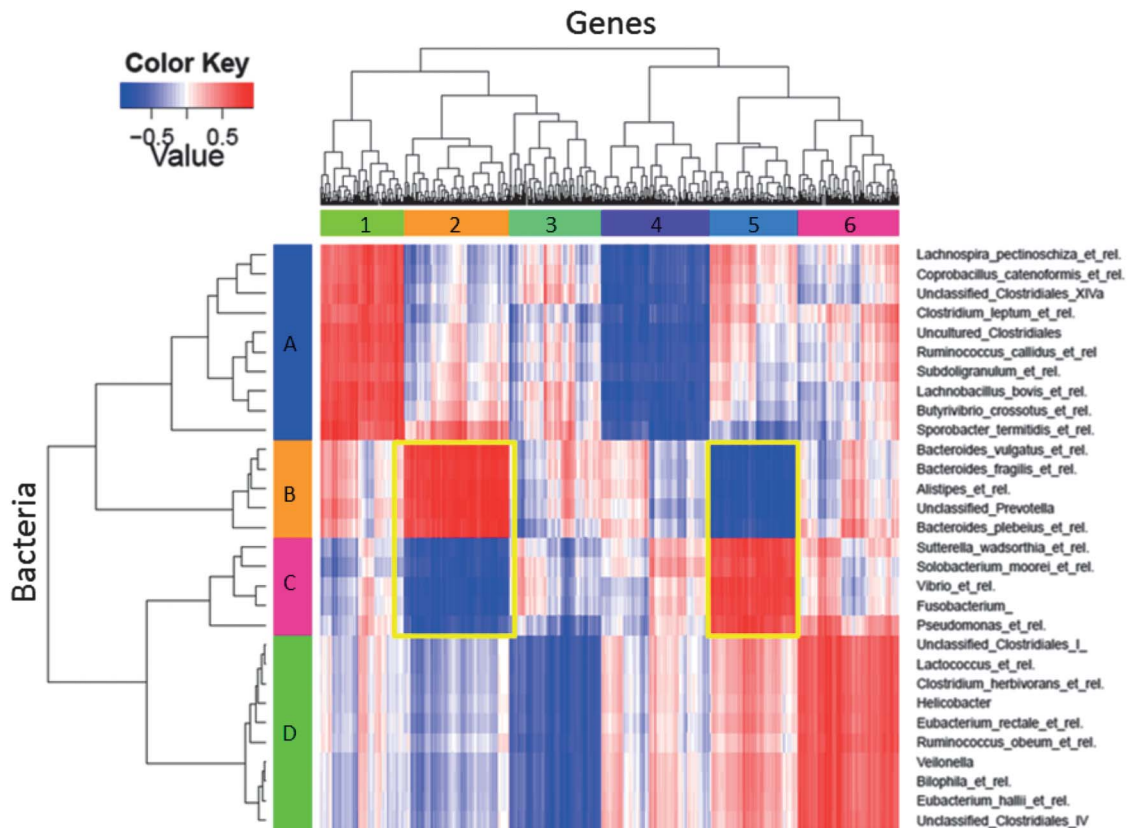 Genes
Color Key
−0.5 0.5
Value
1 2 3 4 5 6
Bacteria
A
B
C
D
Lachnospira_pectinoschiza_et_rel.
Coprobacillus_catenoformis_et_rel.
Unclassified_Clostridiales_XIVa
Clostridium_leptum_et_rel.
Uncultured_Clostridiales
Ruminococcus_callidus_et_rel
Subdoligranulum_et_rel.
Lachnobacillus_bovis_et_rel.
Butyrivibrio_crossotus_et_rel.
Sporobacter_termitidis_et_rel.
Bacteroides_vulgatus_et_rel.
Bacteroides_fragilis_et_rel.
Alistipes_et_rel.
Unclassified_Prevotella
Bacteroides_plebeius_et_rel.
Sutterella_wadsorthia_et_rel.
Solobacterium_moorei_et_rel.
Vibrio_et_rel.
Fusobacterium_
Pseudomonas_et_rel.
Unclassified_Clostridiales_I_
Lactococcus_et_rel.
Clostridium_herbivorans_et_rel.
Helicobacter
Eubacterium_rectale_et_rel.
Ruminococcus_obeum_et_rel.
Veilonella
Bilophila_et_rel.
Eubacterium_hallii_et_rel.
Unclassified_Clostridiales_IV